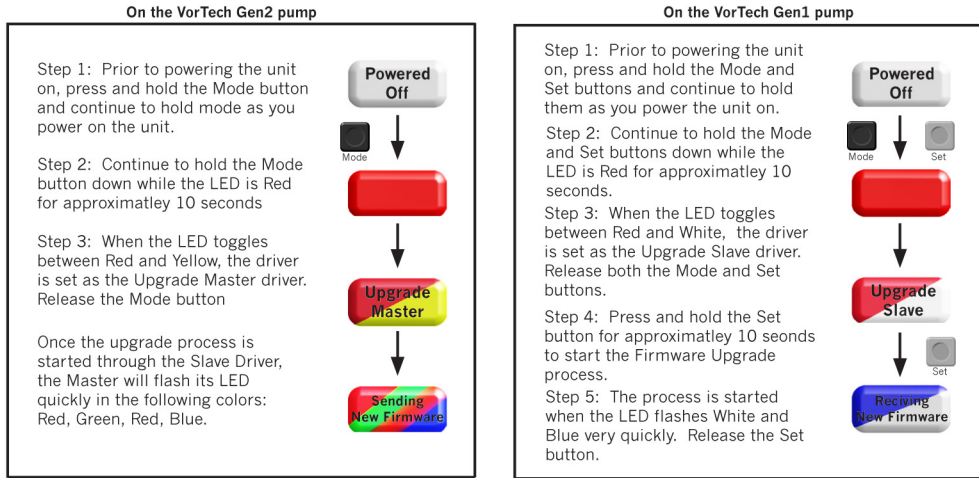 On the VorTech Gen2 pump
Step 1: Prior to powering the unit
on, press and hold the Mode button
and continue to hold mode as you
power on the unit.
Powered
Off
Mode
Step 2: Continue to hold the Mode
button down while the LED is Red
for approximatley 10 seconds
Step 3: When the LED toggles
between Red and Yellow, the driver
is set as the Upgrade Master driver.
Release the Mode button
Upgrade
Master
Once the upgrade process is
started through the Slave Driver,
the Master will flash its LED
quickly in the following colors:
Red, Green, Red, Blue.
Sending
New Firmware
On the VorTech Gen1 pump
Step 1: Prior to powering the unit
on, press and hold the Mode and
Set buttons and continue to hold
them as you power the unit on.
Powered
Off
Step 2: Continue to hold the Mode
and Set buttons down while the
LED is Red for approximatley 10
seconds.
Mode
Set
Step 3: When the LED toggles
between Red and White, the driver
is set as the Upgrade Slave driver.
Release both the Mode and Set
buttons.
Upgrade
Slave
Step 4: Press and hold the Set
button for approximatley 10 seonds
to start the Firmware Upgrade
process.
Set
Step 5: The process is started
when the LED flashes White and
Blue very quickly. Release the Set
button.
Reciving
New Firmware